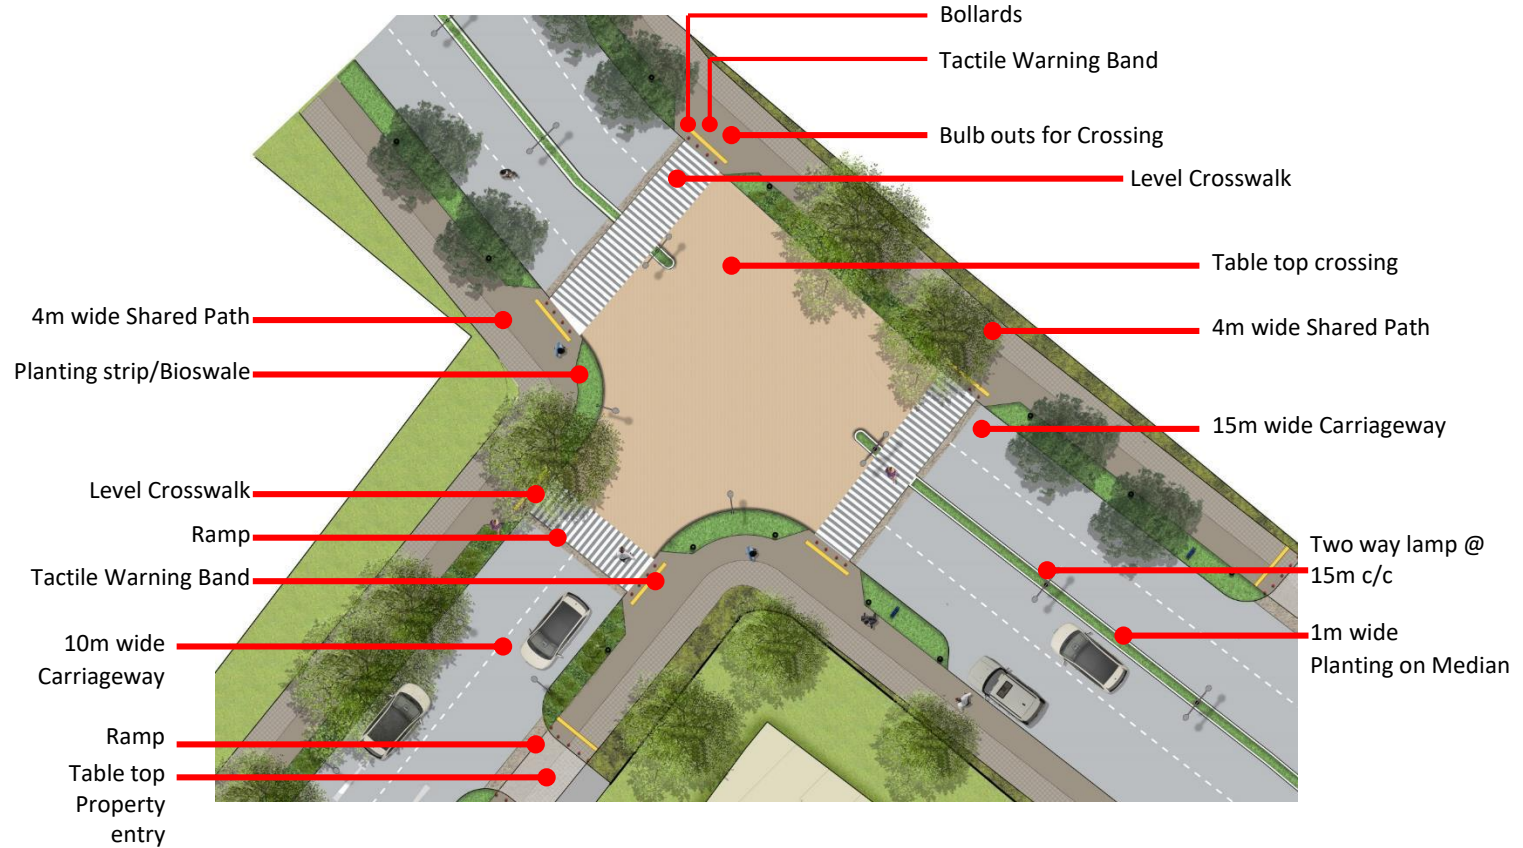 Bollards
Tactile Warning Band
Bulb outs for Crossing
Level Crosswalk
Table top crossing
4m wide Shared Path
15m wide Carriageway
Two way lamp @
15m c/c
1m wide
Planting on Median
4m wide Shared Path
Planting strip/Bioswale
Level Crosswalk
Ramp
Tactile Warning Band
10m wide
Carriageway
Ramp
Table top
Property
entry